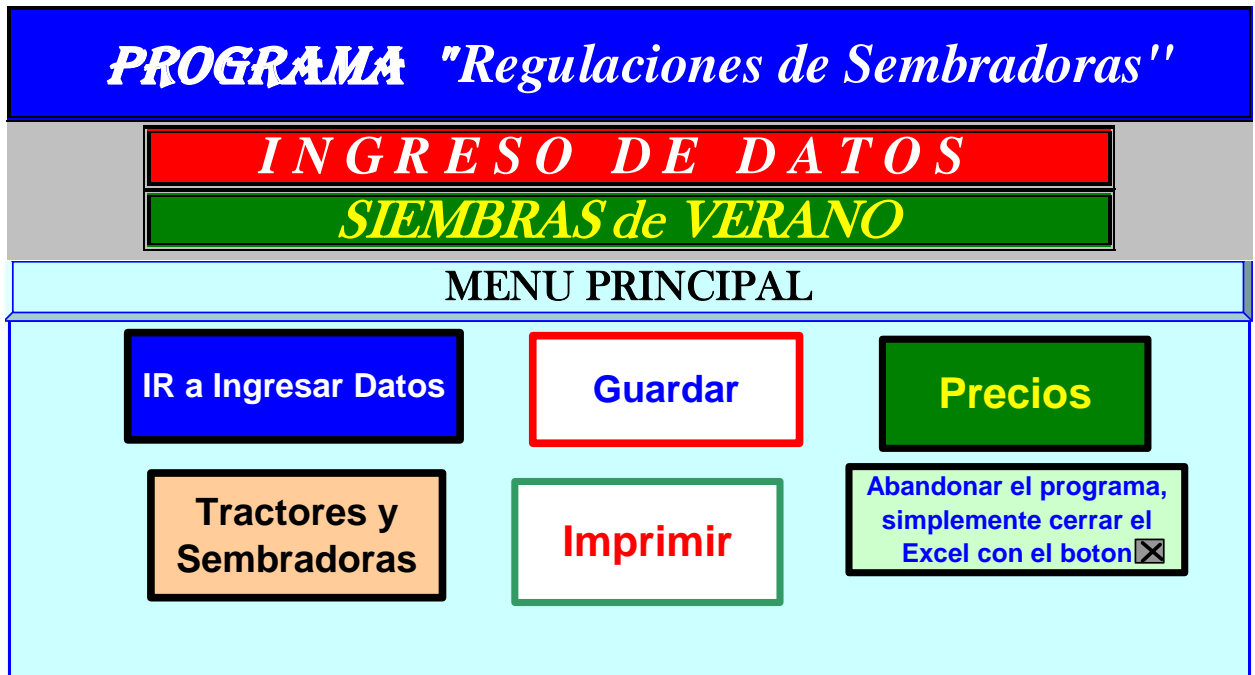 PROGRAMA "Regulaciones de Sembradoras"
INGRESO DE DATOS
SIEMBRAS de VERANO
MENU PRINCIPAL
IR a Ingresar Datos
Guardar
Precios
Tractores y
Sembradoras
Imprimir
Abandonar el programa,
simplemente cerrar el
Excel con el boton